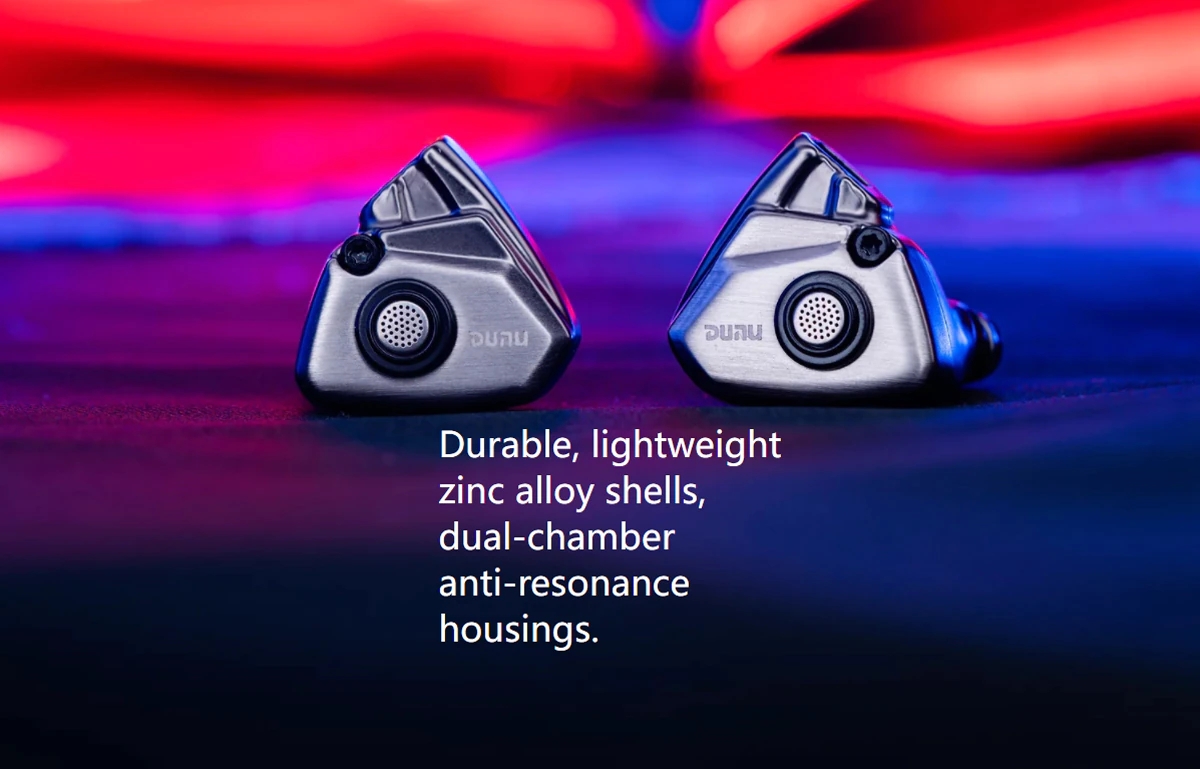 DUNU
DUNU
Durable, lightweight
zinc alloy shells,
dual-chamber
anti-resonance
housings.